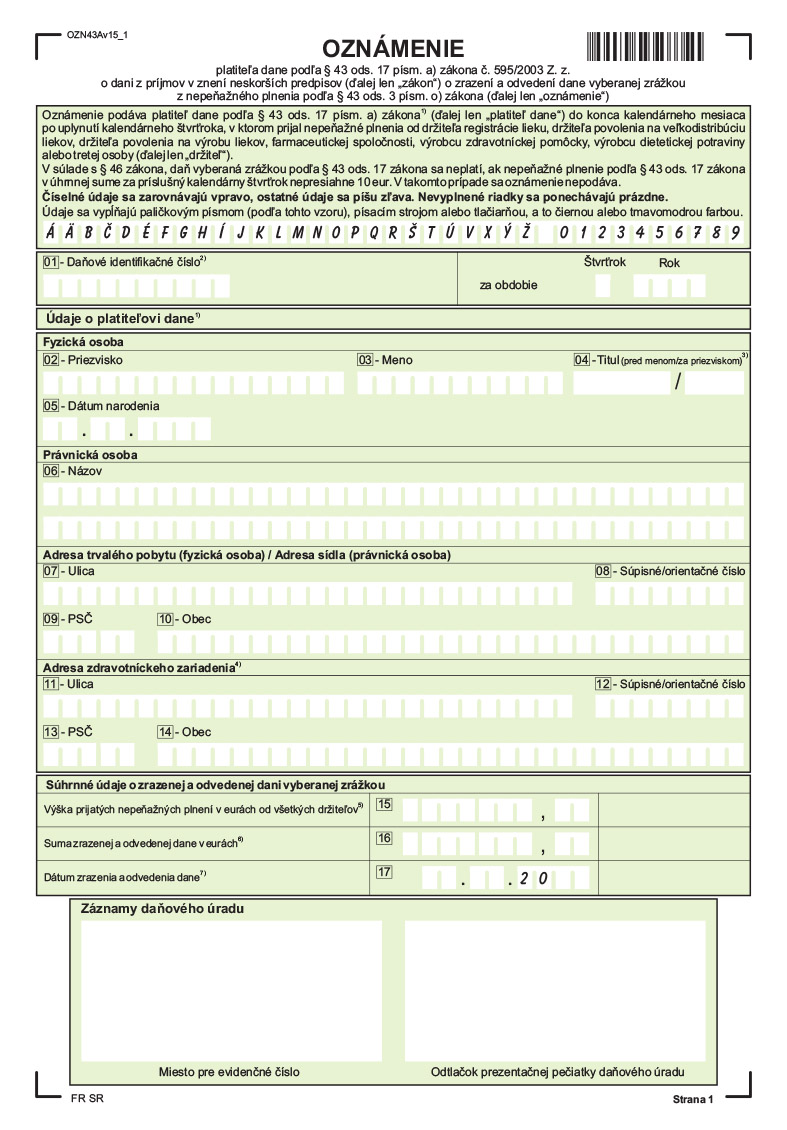 OZN43Av15_1
OZNÁMENIE
platiteľa dane podľa § 43 ods. 17 písm. a) zákona č. 595/2003 Z. z.
o dani z príjmov v znení neskorších predpisov (ďalej len „zákon“) o zrazení a odvedení dane vyberanej zrážkou
z nepeňažného plnenia podľa § 43 ods. 3 písm. o) zákona (ďalej len „oznámenie“)
Oznámenie podáva platiteľ dane podľa § 43 ods. 17 písm. a) zákona1) (ďalej len „platiteľ dane“) do konca kalendárneho mesiaca
po uplynutí kalendárneho štvrťroka, v ktorom prijal nepeňažné plnenia od držiteľa registrácie lieku, držiteľa povolenia na veľkodistribúciu
liekov, držiteľa povolenia na výrobu liekov, farmaceutickej spoločnosti, výrobcu zdravotníckej pomôcky, výrobcu dietetickej potraviny
alebo tretej osoby (ďalej len „držiteľ“).
V súlade s § 46 zákona, daň vyberaná zrážkou podľa § 43 ods. 17 zákona sa neplatí, ak nepeňažné plnenie podľa § 43 ods. 17 zákona
v úhrnnej sume za príslušný kalendárny štvrťrok nepresiahne 10 eur. V takomto prípade sa oznámenie nepodáva.
Číselné údaje sa zarovnávajú vpravo, ostatné údaje sa píšu zľava. Nevyplnené riadky sa ponechávajú prázdne.
Údaje sa vypĺňajú paličkovým písmom (podľa tohto vzoru), písacím strojom alebo tlačiarňou, a to čiernou alebo tmavomodrou farbou.
Á Ä B Č D É F G H Í J K L M N O P Q R Š T Ú V X Ý Ž 0 1 2 3 4 5 6 7 8 9
01 - Daňové identifikačné číslo2)
Štvrťrok Rok
za obdobie
Údaje o platiteľovi dane1)
Fyzická osoba
02 - Priezvisko 03 - Meno 04 - Titul (pred menom/za priezviskom)3)
/
05 - Dátum narodenia
. .
Právnická osoba
06 - Názov
Adresa trvalého pobytu (fyzická osoba) / Adresa sídla (právnická osoba)
07 - Ulica 08 - Súpisné/orientačné číslo
09 - PSČ 10 - Obec
Adresa zdravotníckeho zariadenia4)
11 - Ulica 12 - Súpisné/orientačné číslo
13 - PSČ 14 - Obec
Súhrnné údaje o zrazenej a odvedenej dani vyberanej zrážkou
Výška prijatých nepeňažných plnení v eurách od všetkých držiteľov5) 15 ,
Suma zrazenej a odvedenej dane v eurách6) 16 ,
Dátum zrazenia a odvedenia dane7) 17 . . 2 0
Záznamy daňového úradu
Miesto pre evidenčné číslo Odtlačok prezentačnej pečiatky daňového úradu
FR SR Strana 1